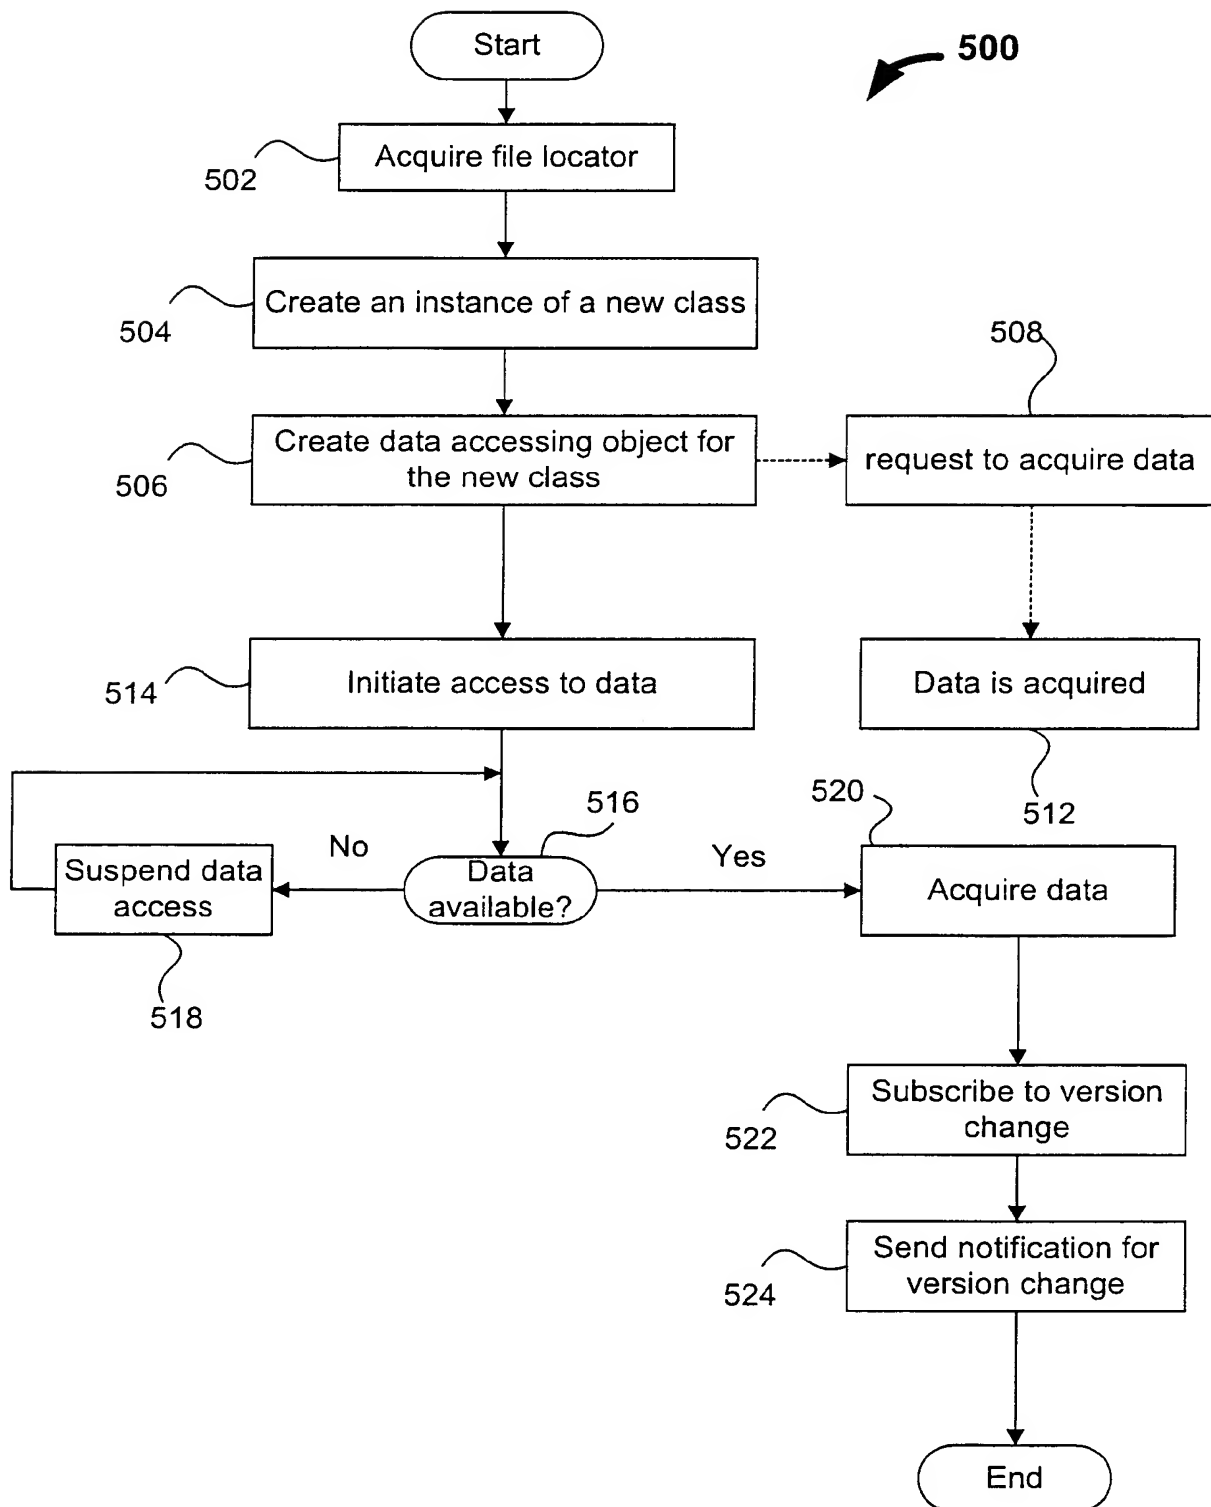 Start
500
Acquire file locator
502
Create an instance of a new class
504
508
Create data accessing object for
the new class
506
request to acquire data
Initiate access to data
514
Data is acquired
512
520
516
No
Yes
Suspend data
access
518
Data
available?
Acquire data
Subscribe to version
change
522
Send notification for
version change
524
End